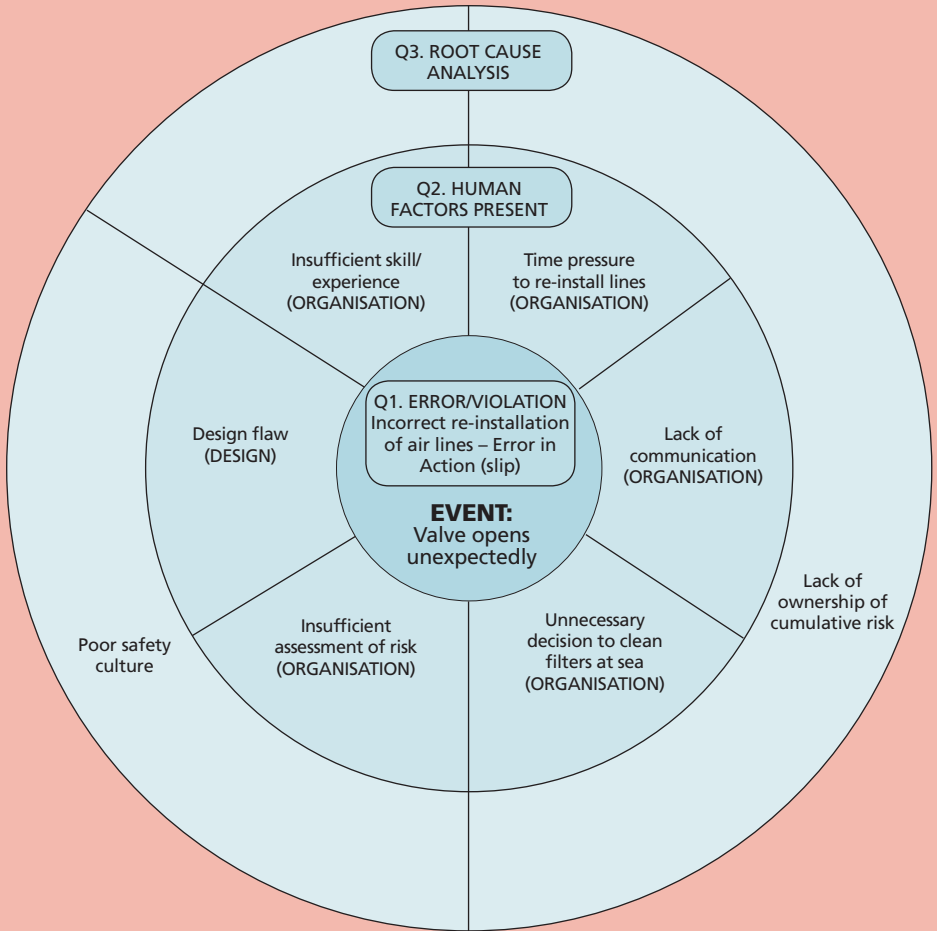 Q3. ROOT CAUSE
ANALYSIS
Q2. HUMAN
FACTORS PRESENT
Insufficient skill/
experience
(ORGANISATION)
Time pressure
to re-install lines
(ORGANISATION)
Q1. ERROR/VIOLATION
Incorrect re-installation
of air lines – Error in
Action (slip)
EVENT:
Valve opens
unexpectedly
Design flaw
(DESIGN)
Lack of
communication
(ORGANISATION)
Insufficient
assessment of risk
(ORGANISATION)
Unnecessary
decision to clean
filters at sea
(ORGANISATION)
Poor safety
culture
Lack of
ownership of
cumulative risk